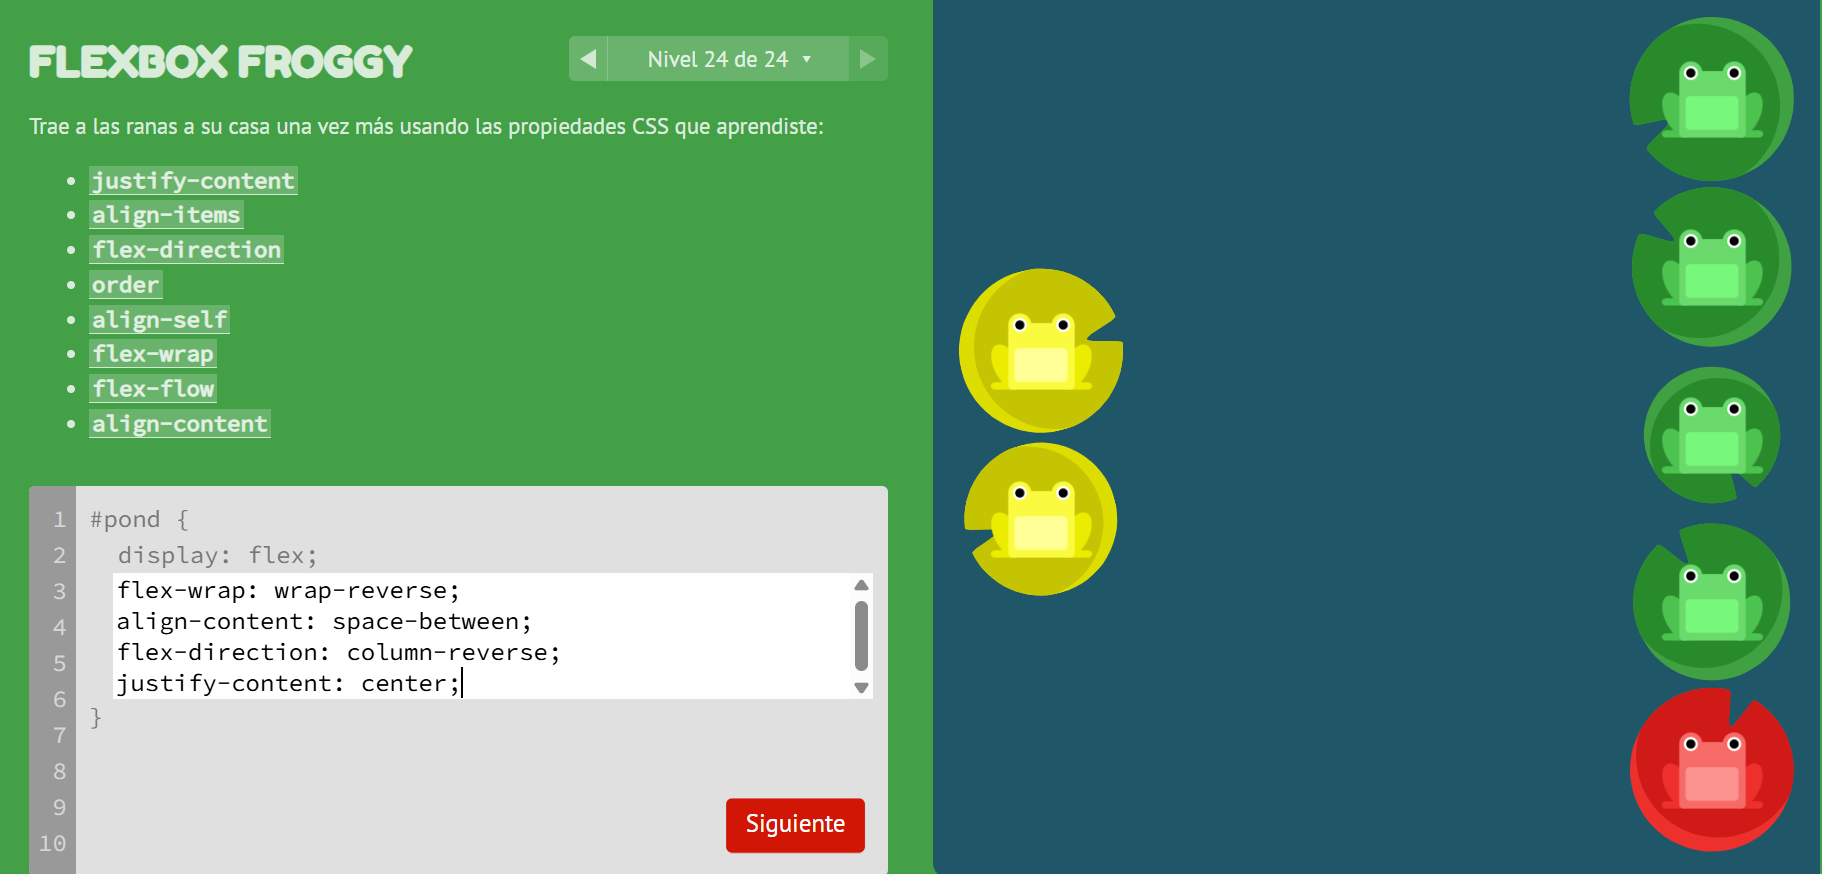 FLEXBOX FROGGY
Nivel 24 de 24
Trae a las ranas a su casa una vez más usando las propiedades CSS que aprendiste:
justify-content
align-items
flex-direction
order
align-self
flex-wrap
flex-flow
align-content
1 #pond {
2 display: flex;
3 flex-wrap: wrap-reverse;
4 align-content: space-between;
5 flex-direction: column-reverse;
6 justify-content: center;
7 }
8
9
10
Siguiente